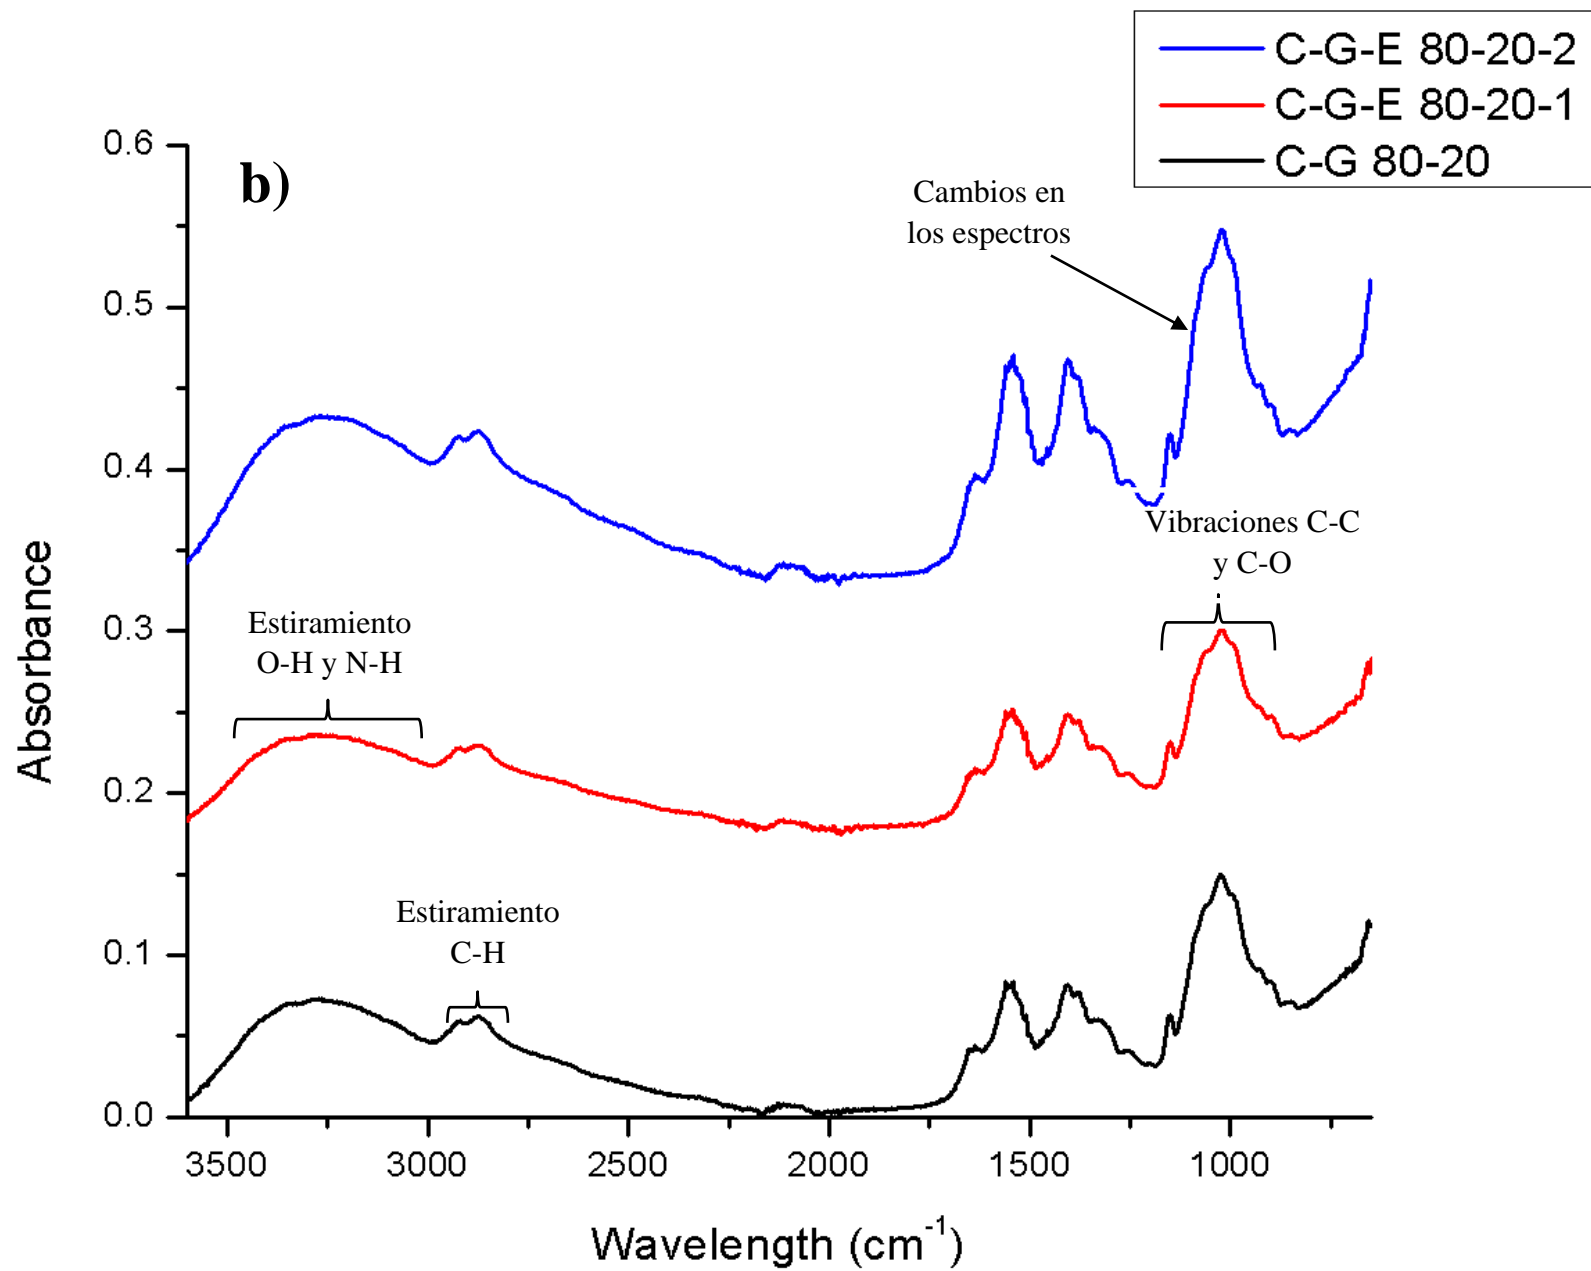 C-G-E 80-20-2
C-G-E 80-20-1
C-G 80-20
b)
Cambios en
los espectros
Vibraciones C-C
y C-O
Estiramiento
O-H y N-H
Estiramiento
C-H
Absorbance
0.6
0.5
0.4
0.3
0.2
0.1
0.0
3500 3000 2500 2000 1500 1000
Wavelength (cm⁻¹)